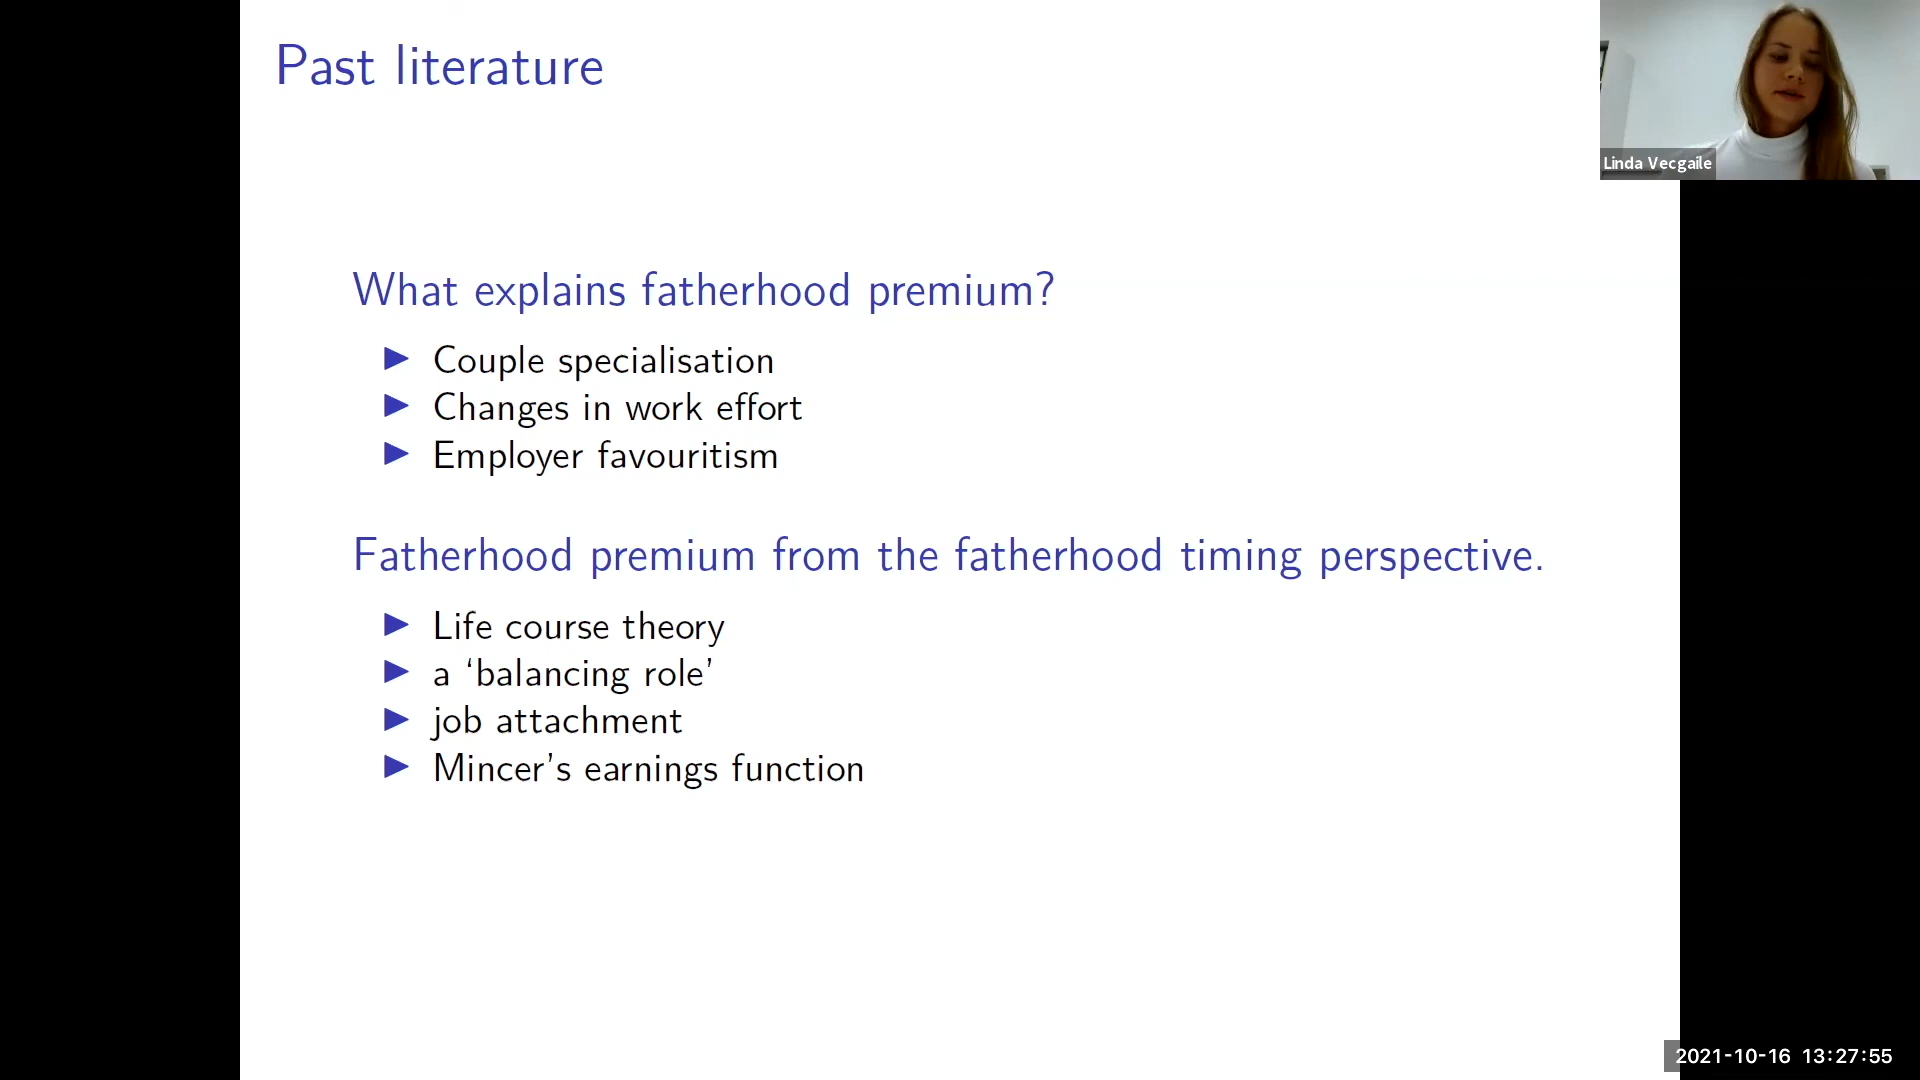 Past literature
Linda Vecgaile
What explains fatherhood premium?
Couple specialisation
Changes in work effort
Employer favouritism
Fatherhood premium from the fatherhood timing perspective.
Life course theory
a ‘balancing role’
job attachment
Mincer’s earnings function
2021-10-16 13:27:55